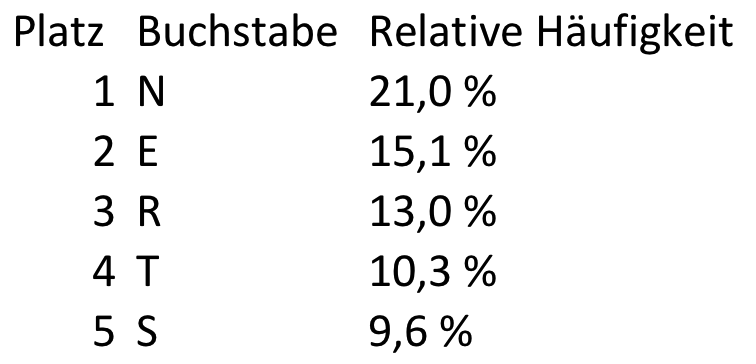 Platz Buchstabe Relative Häufigkeit
1 N 21,0 %
2 E 15,1 %
3 R 13,0 %
4 T 10,3 %
5 S 9,6 %